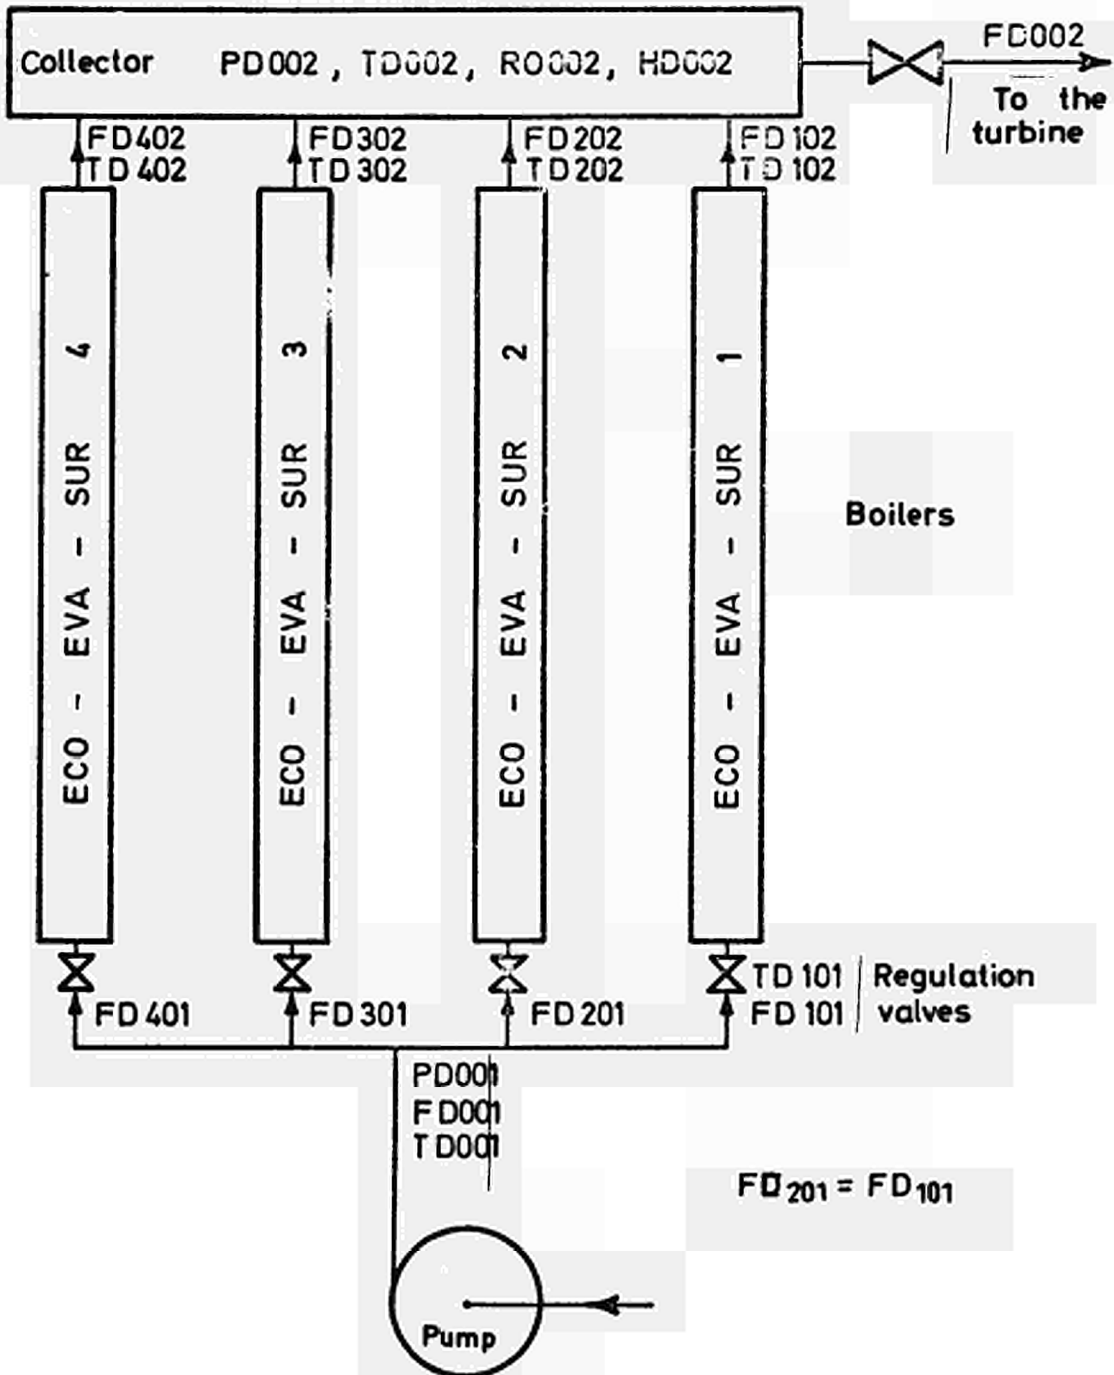 Collector PD002, TD002, RO002, HD002
FD002
To the
turbine
FD402
TD402
FD302
TD302
FD202
TD202
FD102
TD102
ECO - EVA - SUR 4
ECO - EVA - SUR 3
ECO - EVA - SUR 2
ECO - EVA - SUR 1
Boilers
FD401
FD301
FD201
TD101
FD101
Regulation
valves
PD001
FD001
TD001
FD201 = FD101
Pump